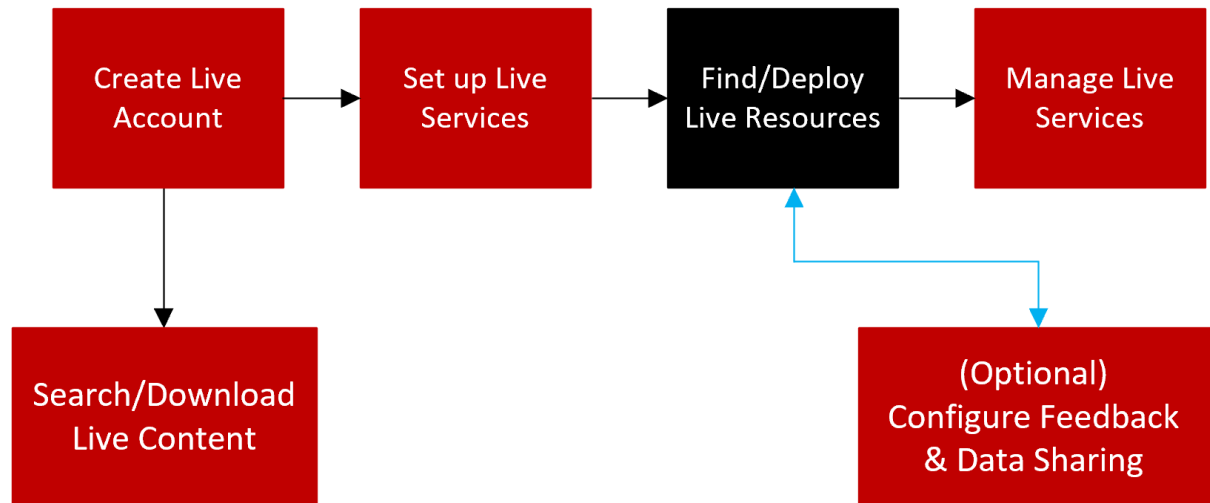 Create Live
Account
Set up Live
Services
Find/Deploy
Live Resources
Manage Live
Services
Search/Download
Live Content
(Optional)
Configure Feedback
& Data Sharing